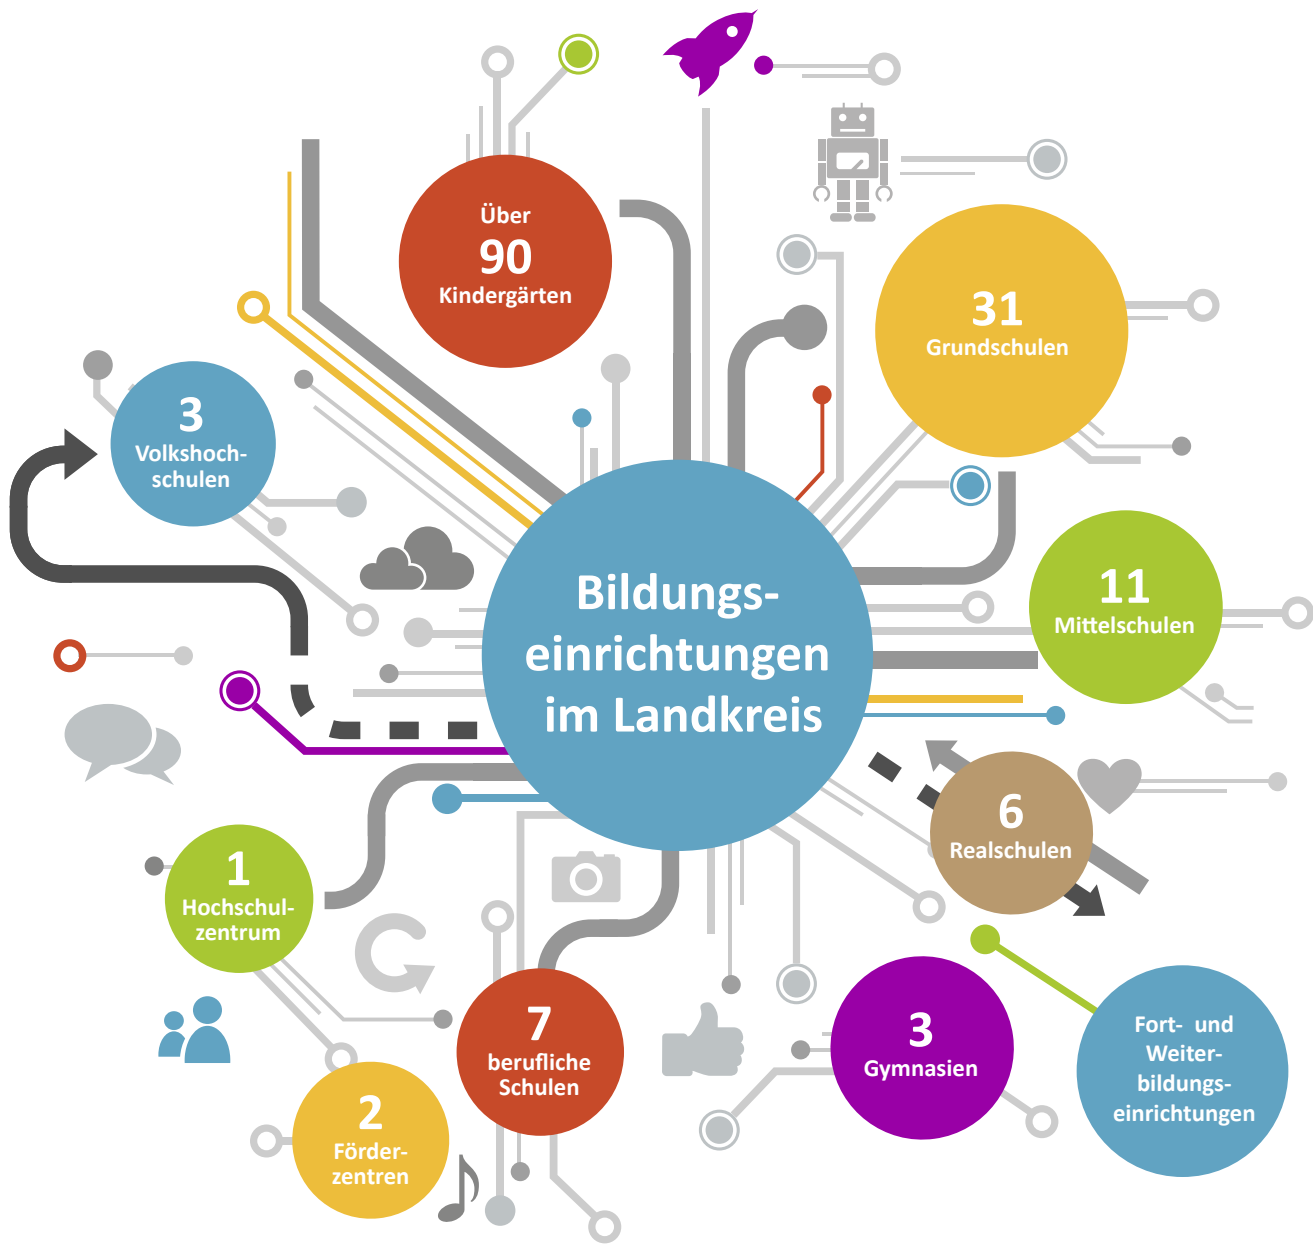 Über
90
Kindergärten
31
Grundschulen
3
Volkshoch-
schulen
Bildungs-
einrichtungen
im Landkreis
11
Mittelschulen
6
Realschulen
1
Hochschul-
zentrum
7
berufliche
Schulen
3
Gymnasien
Fort- und
Weiter-
bildungs-
einrichtungen
2
Förder-
zentren